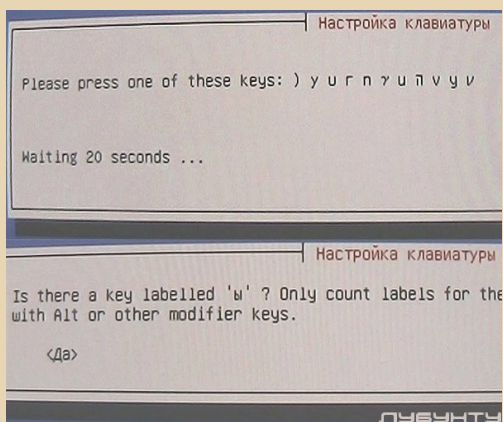 Настройка клавиатуры
Please press one of these keys: ) y u r n γ u п v y ν
Waiting 20 seconds ...
Настройка клавиатуры
Is there a key labelled 'ы' ? Only count labels for the
with Alt or other modifier keys.
<Да>
ЛУБУНТУ